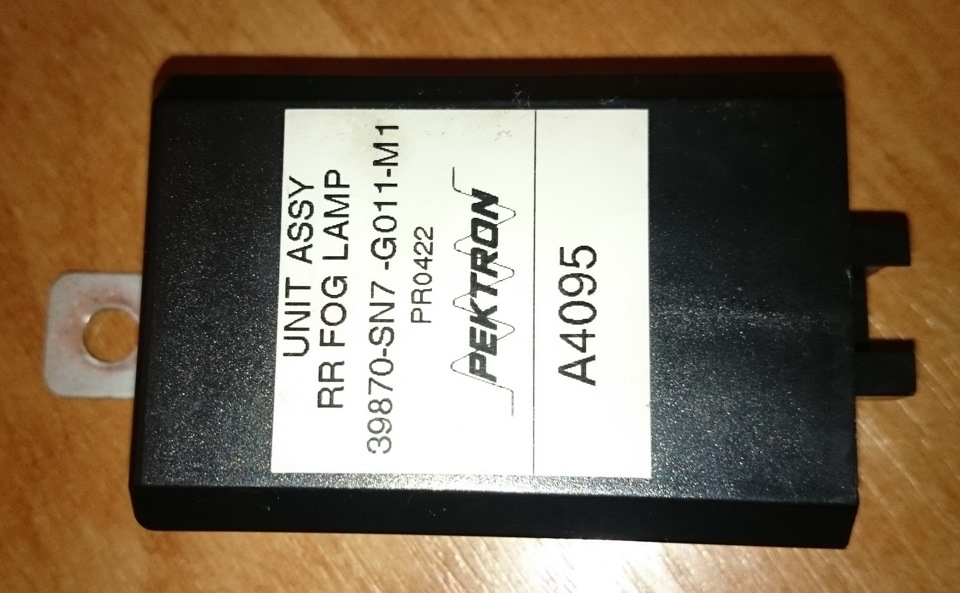 UNIT ASSY
RR FOG LAMP
39870-SN7 -G011-M1
PR0422
PEKTRON
A4095